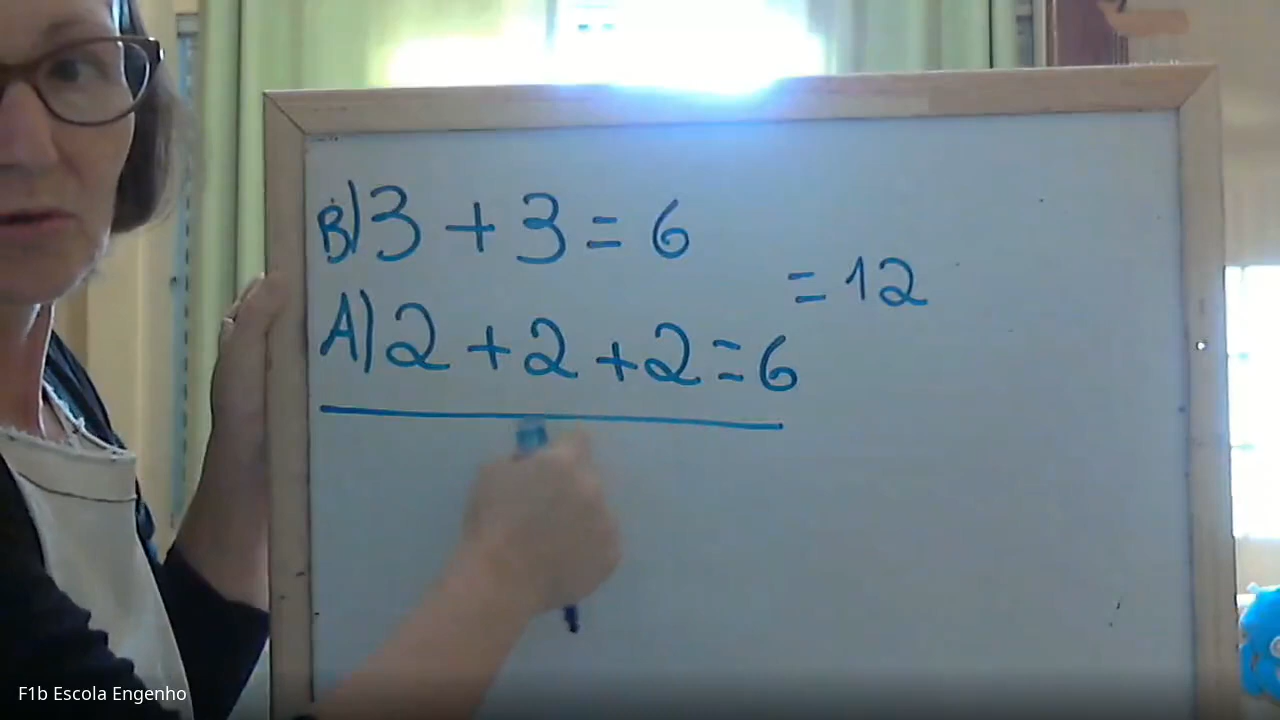 B) 3 + 3 = 6
= 12
A) 2 + 2 + 2 = 6
F1b Escola Engenho